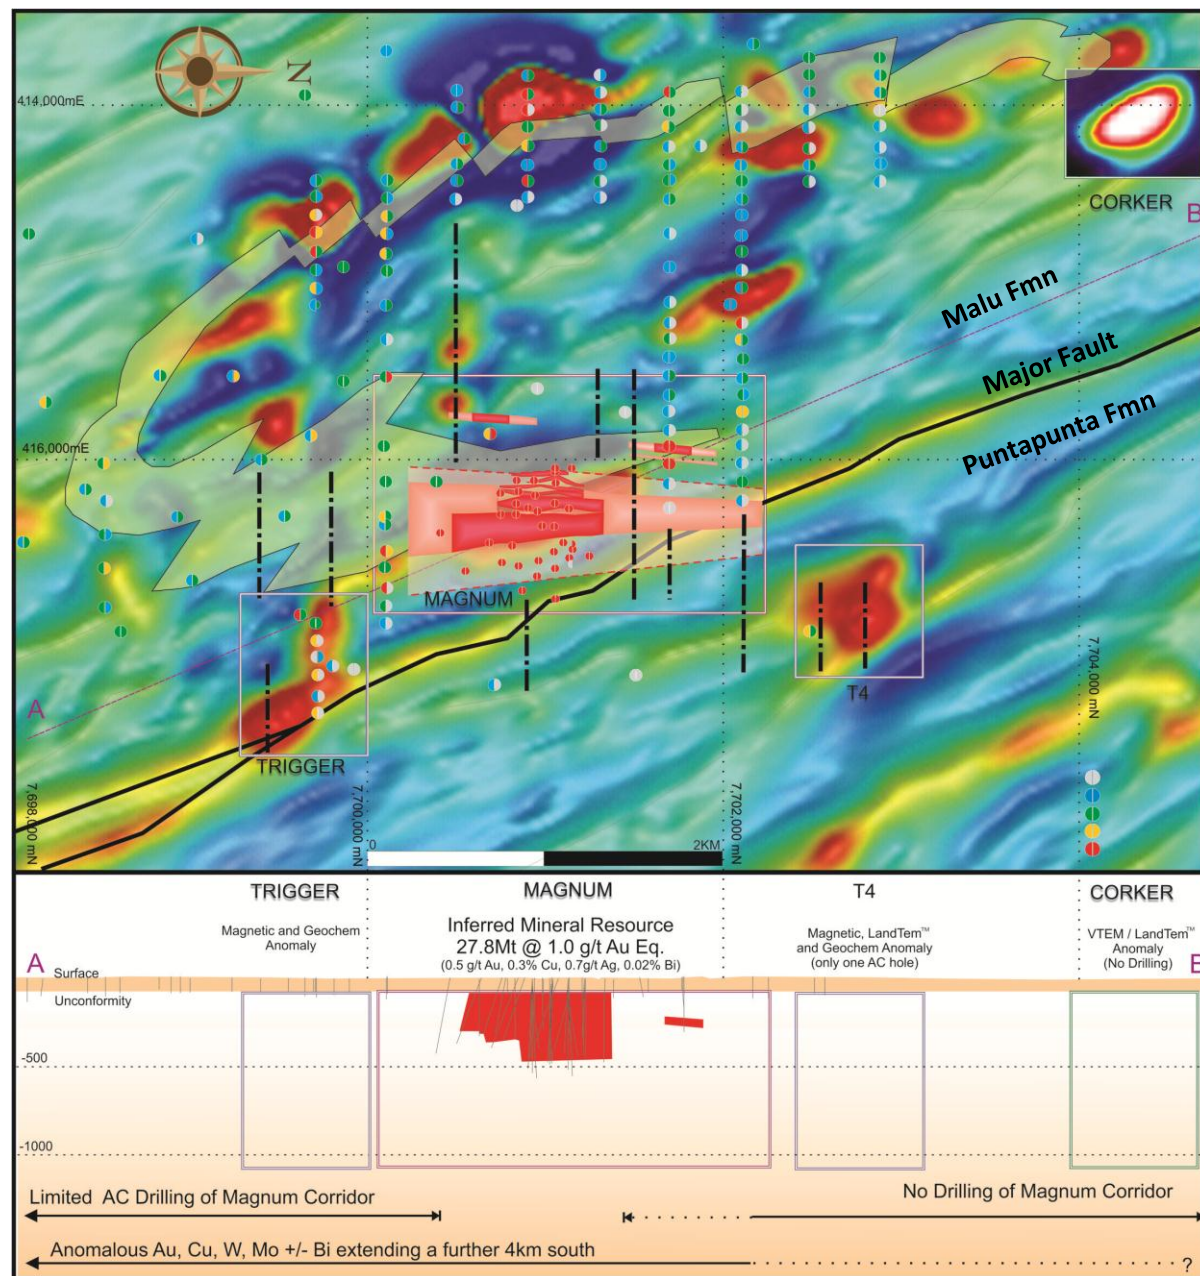 N
414,000mE
CORKER
B
Malu Fmn
Major Fault
Puntapunta Fmn
416,000mE
MAGNUM
T4
A
TRIGGER
7,698,000 mN
7,700,000 mN
7,702,000 mN
7,704,000 mN
0
2KM
TRIGGER
MAGNUM
T4
CORKER
Magnetic and Geochem
Anomaly
Inferred Mineral Resource
27.8Mt @ 1.0 g/t Au Eq.
(0.5 g/t Au, 0.3% Cu, 0.7g/t Ag, 0.02% Bi)
Magnetic, LandTem™
and Geochem Anomaly
(only one AC hole)
VTEM / LandTem™
Anomaly
(No Drilling)
A
Surface
B
Unconformity
-500
-1000
Limited AC Drilling of Magnum Corridor
No Drilling of Magnum Corridor
Anomalous Au, Cu, W, Mo +/- Bi extending a further 4km south
?